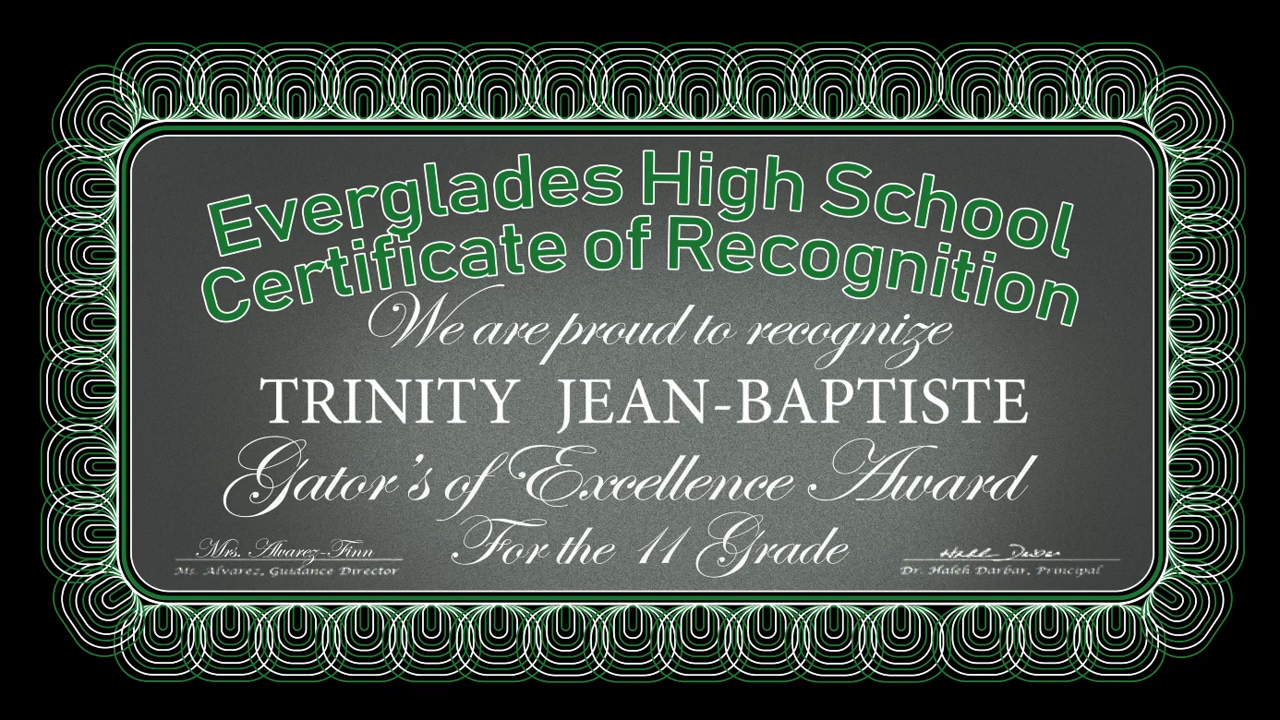 Everglades High School
Certificate of Recognition
We are proud to recognize
TRINITY JEAN-BAPTISTE
Gator's of Excellence Award
For the 11 Grade
Mrs. Alvarez-Finn
Ms. Alvarez, Guidance Director
Dr. Haleh Darbar, Principal